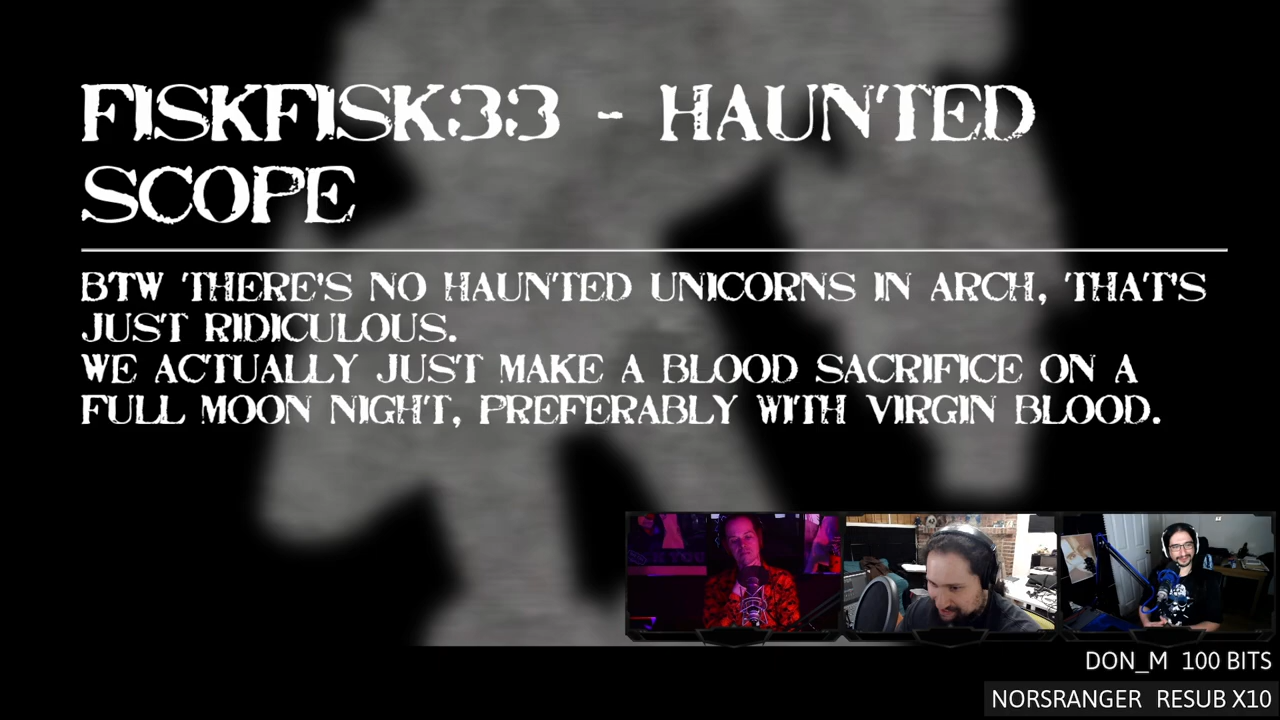 FISKFISK33 - HAUNTED
SCOPE
BTW THERE'S NO HAUNTED UNICORNS IN ARCH, THAT'S
JUST RIDICULOUS.
WE ACTUALLY JUST MAKE A BLOOD SACRIFICE ON A
FULL MOON NIGHT, PREFERABLY WITH VIRGIN BLOOD.
DON_M 100 BITS
NORSRANGER RESUB X10